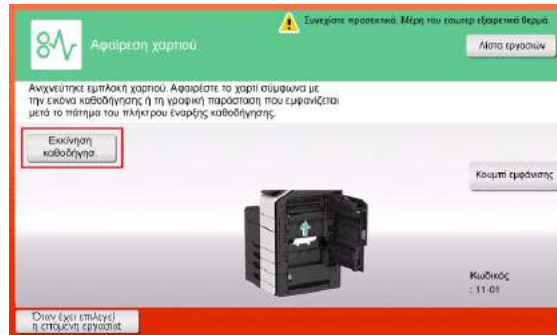 Συνεχίστε προσεκτικά. Μέρη του εσωτερ εξαιρετικά θερμά.
Αφαίρεση χαρτιού
Λίστα εργασιών
Ανιχνεύτηκε εμπλοκή χαρτιού. Αφαιρέστε το χαρτί σύμφωνα με
την εικόνα καθοδήγησης ή τη γραφική παράσταση που εμφανίζεται
μετά το πάτημα του πλήκτρου έναρξης καθοδήγησης.
Εκκίνηση
καθοδήγησ.
Κουμπί εμφάνισης
Κωδικός
: 11-01
Όταν έχει επιλεγεί
η επόμενη εργασία: